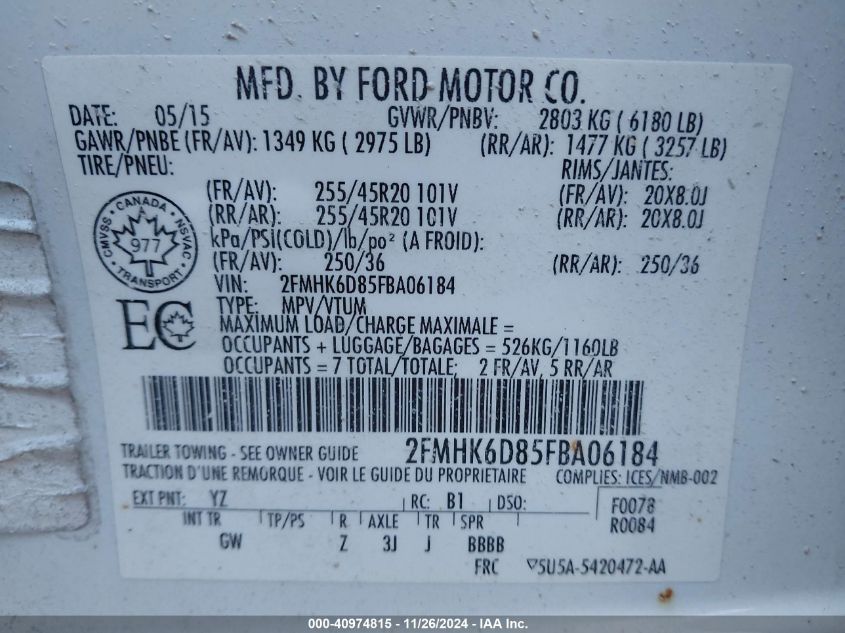 MFD. BY FORD MOTOR CO.
DATE: 05/15 GVWR/PNBV: 2803 KG ( 6180 LB)
GAWR/PNBE (FR/AV): 1349 KG ( 2975 LB) (RR/AR): 1477 KG ( 3257 LB)
TIRE/PNEU: RIMS/JANTES:
(FR/AV): 255/45R20 101V (FR/AV): 20X8.0J
(RR/AR): 255/45R20 101V (RR/AR): 20X8.0J
kPa/PSI(COLD)/lb/po² (A FROID):
(FR/AV): 250/36 (RR/AR): 250/36
CANADA
CMVSS NSVAC
977
TRANSPORT
VIN: 2FMHK6D85FBA06184
TYPE: MPV/VTUM
EC
MAXIMUM LOAD/CHARGE MAXIMALE =
OCCUPANTS + LUGGAGE/BAGAGES = 526KG/1160LB
OCCUPANTS = 7 TOTAL/TOTALE: 2 FR/AV, 5 RR/AR
TRAILER TOWING - SEE OWNER GUIDE 2FMHK6D85FBA06184
TRACTION D'UNE REMORQUE - VOIR LE GUIDE DU PROPRIETAIRE COMPLIES: ICES/NMB-002
EXT PNT: YZ RC: B1 DSO: F0078
INT TR TP/PS R AXLE TR SPR R0084
GW Z 3J J BBBB
FRC ▽5U5A-5420472-AA
000-40974815 - 11/26/2024 - IAA Inc.